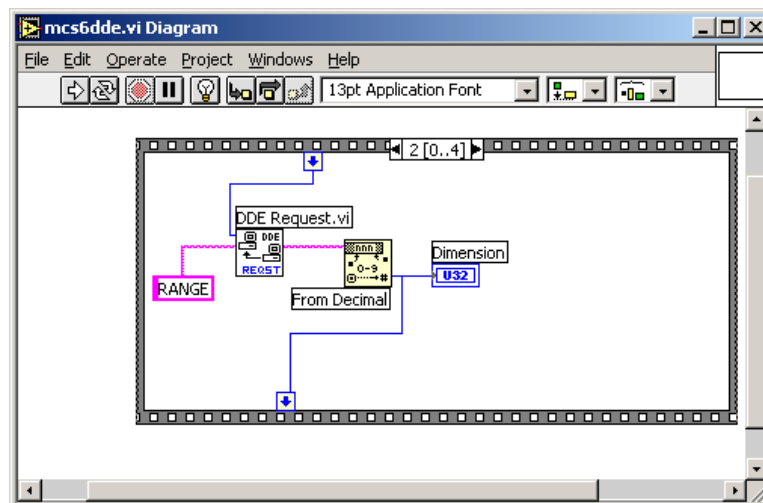 mcs6dde.vi Diagram
File Edit Operate Project Windows Help
13pt Application Font
2 [0..4]
DDE Request.vi
DDE
REQST
nnn
0-9
#
Dimension
U32
RANGE
From Decimal